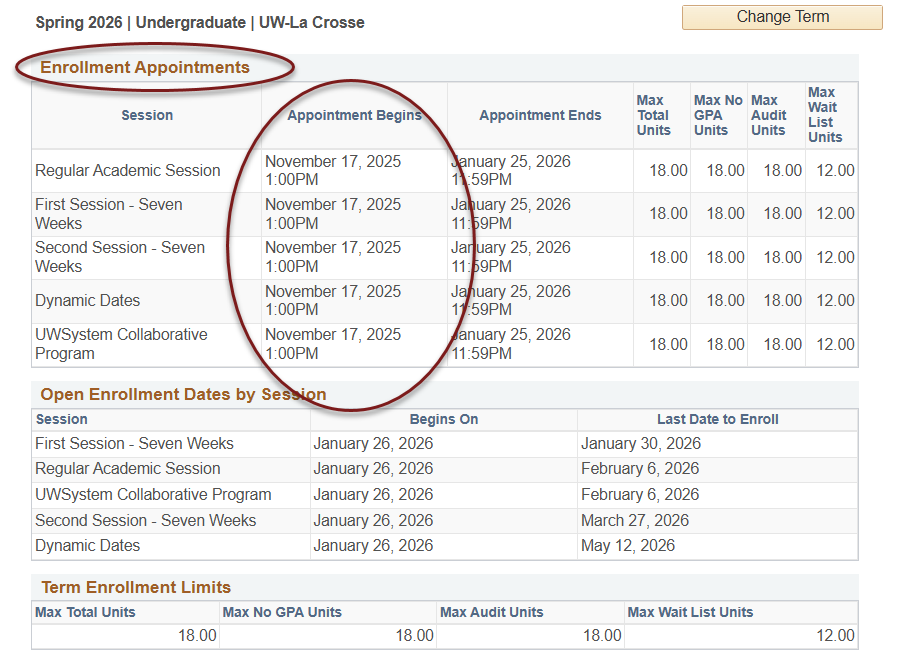 Spring 2026 | Undergraduate | UW-La Crosse
Change Term
Enrollment Appointments
Session Appointment Begins Appointment Ends Max Total Units Max No GPA Units Max Audit Units Max Wait List Units
Regular Academic Session November 17, 2025 1:00PM January 25, 2026 11:59PM 18.00 18.00 18.00 12.00
First Session - Seven Weeks November 17, 2025 1:00PM January 25, 2026 11:59PM 18.00 18.00 18.00 12.00
Second Session - Seven Weeks November 17, 2025 1:00PM January 25, 2026 11:59PM 18.00 18.00 18.00 12.00
Dynamic Dates November 17, 2025 1:00PM January 25, 2026 11:59PM 18.00 18.00 18.00 12.00
UWSystem Collaborative Program November 17, 2025 1:00PM January 25, 2026 11:59PM 18.00 18.00 18.00 12.00
Open Enrollment Dates by Session
Session Begins On Last Date to Enroll
First Session - Seven Weeks January 26, 2026 January 30, 2026
Regular Academic Session January 26, 2026 February 6, 2026
UWSystem Collaborative Program January 26, 2026 February 6, 2026
Second Session - Seven Weeks January 26, 2026 March 27, 2026
Dynamic Dates January 26, 2026 May 12, 2026
Term Enrollment Limits
Max Total Units Max No GPA Units Max Audit Units Max Wait List Units
18.00 18.00 18.00 12.00